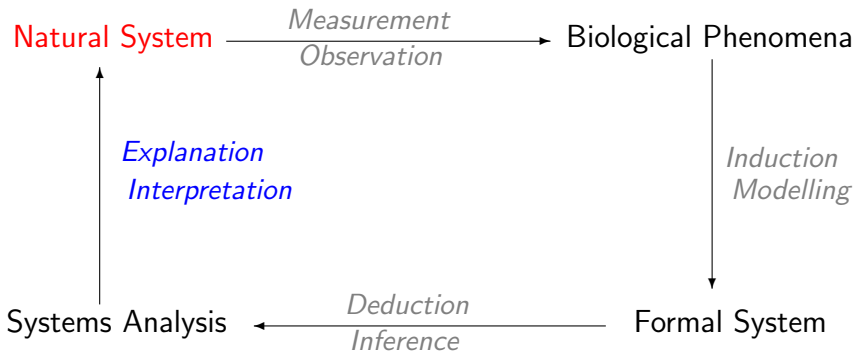 Measurement
Natural System
Biological Phenomena
Observation
Explanation
Interpretation
Induction
Modelling
Deduction
Systems Analysis
Formal System
Inference